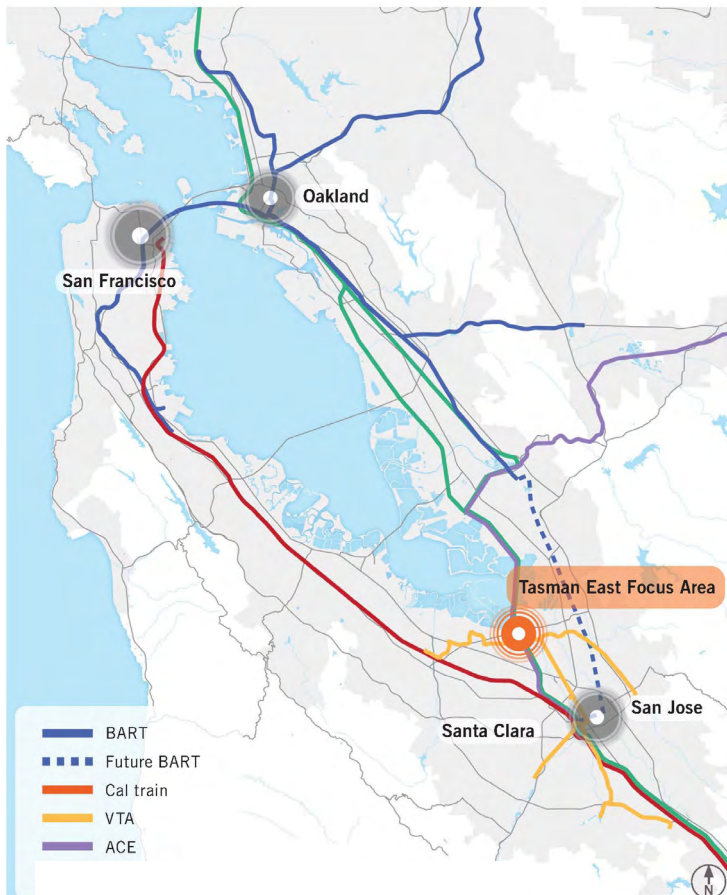 Oakland
San Francisco
Tasman East Focus Area
San Jose
Santa Clara
BART
Future BART
Cal train
VTA
ACE
N